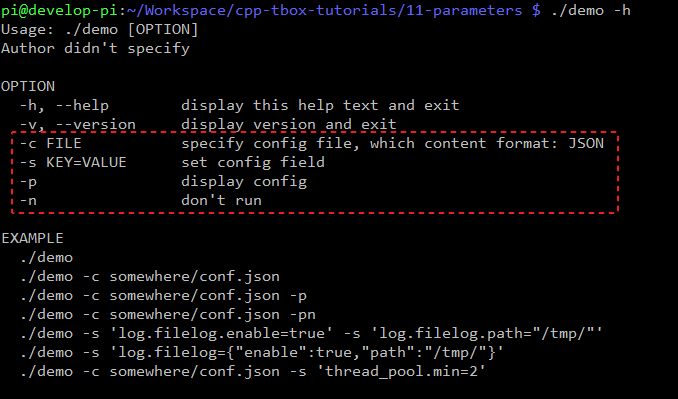 pi@develop-pi:~/Workspace/cpp-tbox-tutorials/11-parameters $ ./demo -h
Usage: ./demo [OPTION]
Author didn't specify
OPTION
-h, --help display this help text and exit
-v, --version display version and exit
-c FILE specify config file, which content format: JSON
-s KEY=VALUE set config field
-p display config
-n don't run
EXAMPLE
./demo
./demo -c somewhere/conf.json
./demo -c somewhere/conf.json -p
./demo -c somewhere/conf.json -pn
./demo -s 'log.filelog.enable=true' -s 'log.filelog.path="/tmp/"'
./demo -s 'log.filelog={"enable":true,"path":"/tmp/"}'
./demo -c somewhere/conf.json -s 'thread_pool.min=2'